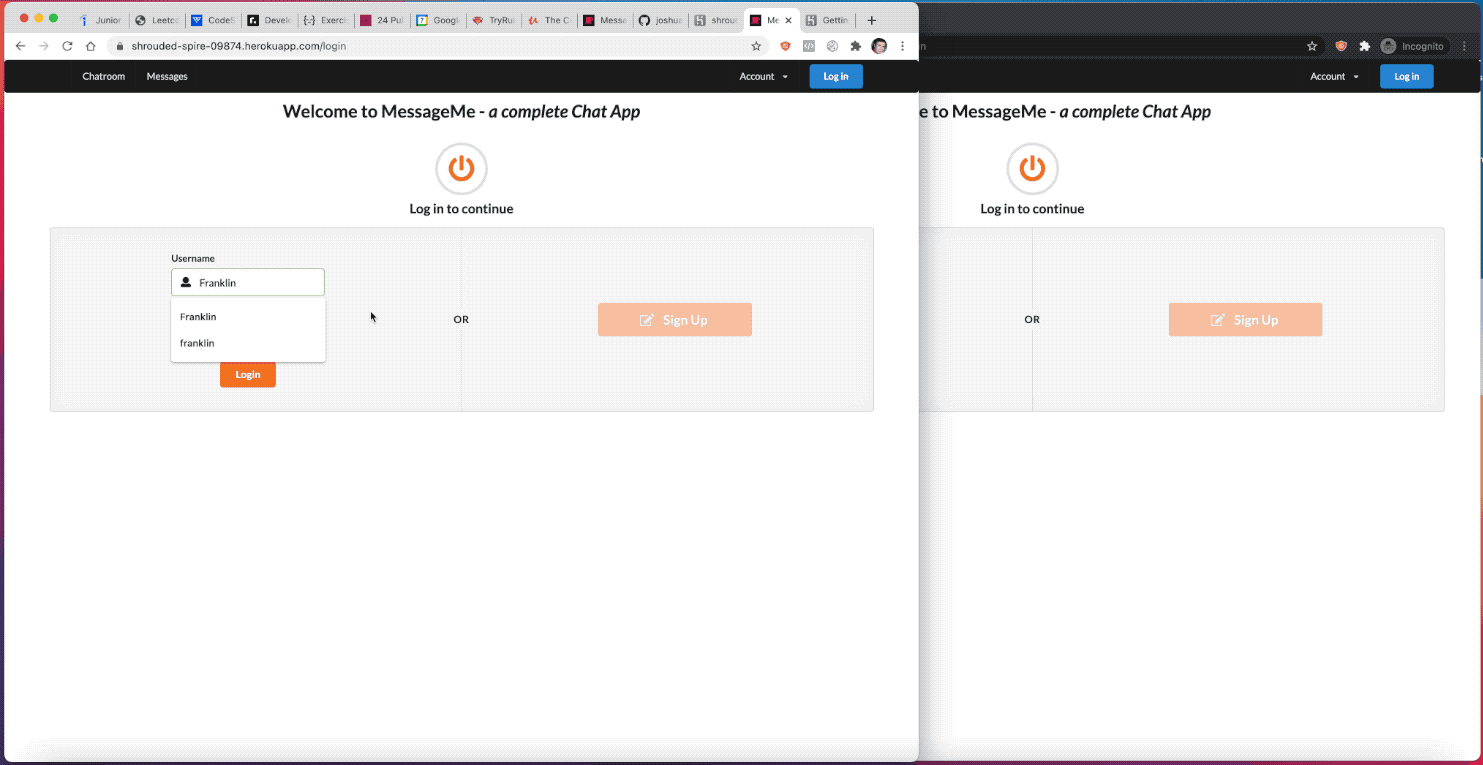 Junior
Leetc
CodeS
Devel
Exerc
24 Pul
Google
TryRu
The C
Messa
joshua
shrou
Me
Gettin
shrouded-spire-09874.herokuapp.com/login
Incognito
Chatroom Messages Account Log in
Account Log in
Welcome to MessageMe - a complete Chat App
e to MessageMe - a complete Chat App
Log in to continue
Log in to continue
Username
Franklin
Franklin
franklin
Login
OR
Sign Up
OR
Sign Up